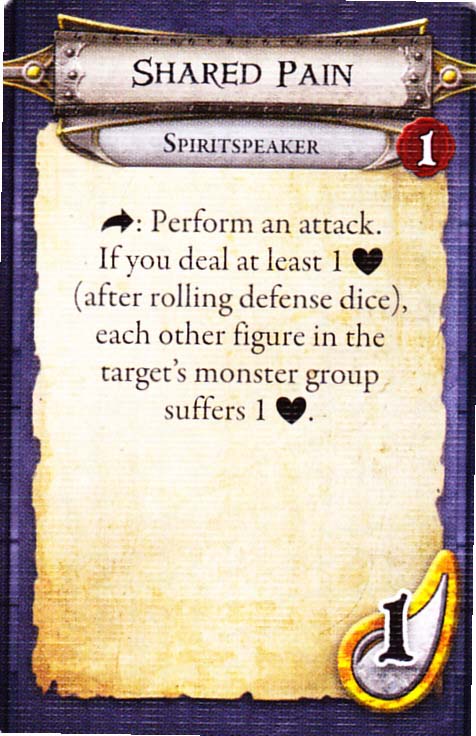 SHARED PAIN
SPIRITSPEAKER
1
: Perform an attack.
If you deal at least 1 ♥
(after rolling defense dice),
each other figure in the
target's monster group
suffers 1 ♥.
1